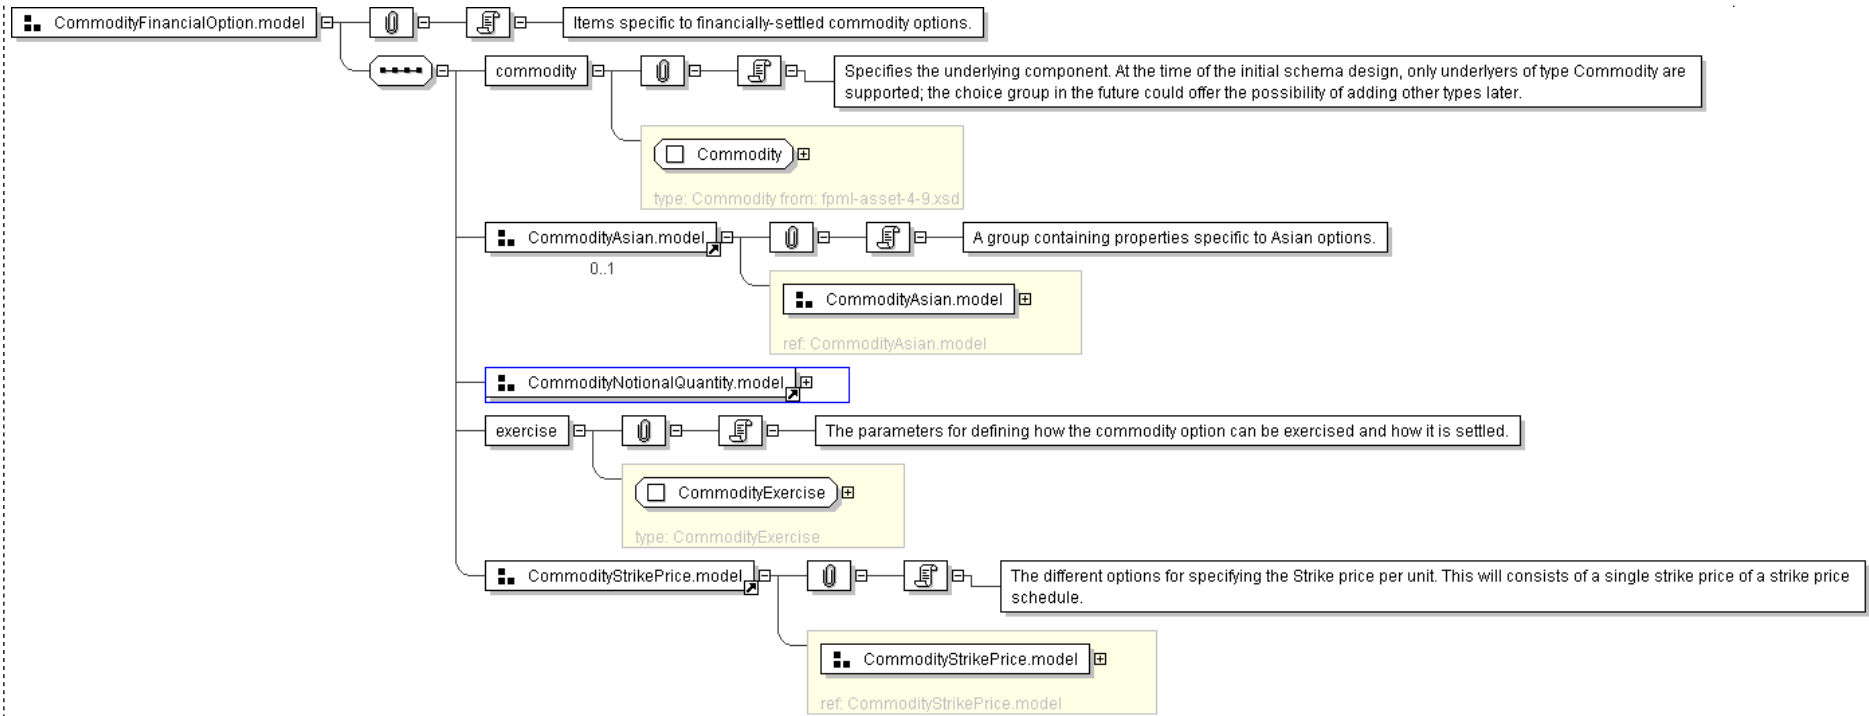 CommodityFinancialOption.model
Items specific to financially-settled commodity options.
commodity
Specifies the underlying component. At the time of the initial schema design, only underlyers of type Commodity are
supported; the choice group in the future could offer the possibility of adding other types later.
Commodity
type: Commodity from: fpml-asset-4-9.xsd
CommodityAsian.model
0..1
A group containing properties specific to Asian options.
CommodityAsian.model
ref: CommodityAsian.model
CommodityNotionalQuantity.model
exercise
The parameters for defining how the commodity option can be exercised and how it is settled.
CommodityExercise
type: CommodityExercise
CommodityStrikePrice.model
The different options for specifying the Strike price per unit. This will consists of a single strike price of a strike price
schedule.
CommodityStrikePrice.model
ref: CommodityStrikePrice.model